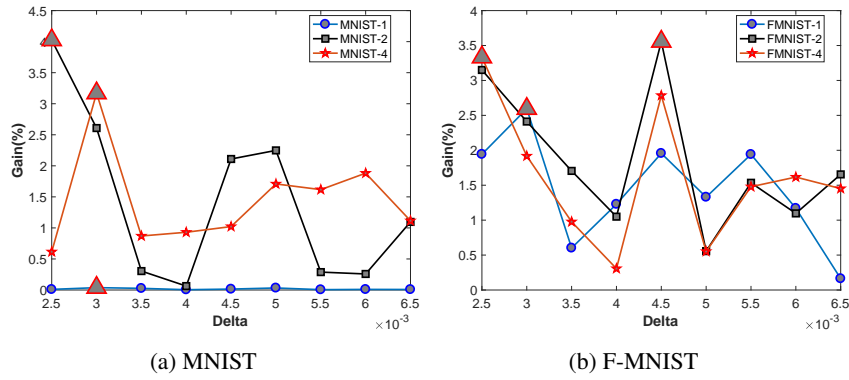 4.5
4
3.5
3
2.5
2
1.5
1
0.5
0
Gain(%)
MNIST-1
MNIST-2
MNIST-4
2.5 3 3.5 4 4.5 5 5.5 6 6.5
Delta
×10⁻³
(a) MNIST
4
3.5
3
2.5
2
1.5
1
0.5
0
Gain(%)
FMNIST-1
FMNIST-2
FMNIST-4
2.5 3 3.5 4 4.5 5 5.5 6 6.5
Delta
×10⁻³
(b) F-MNIST